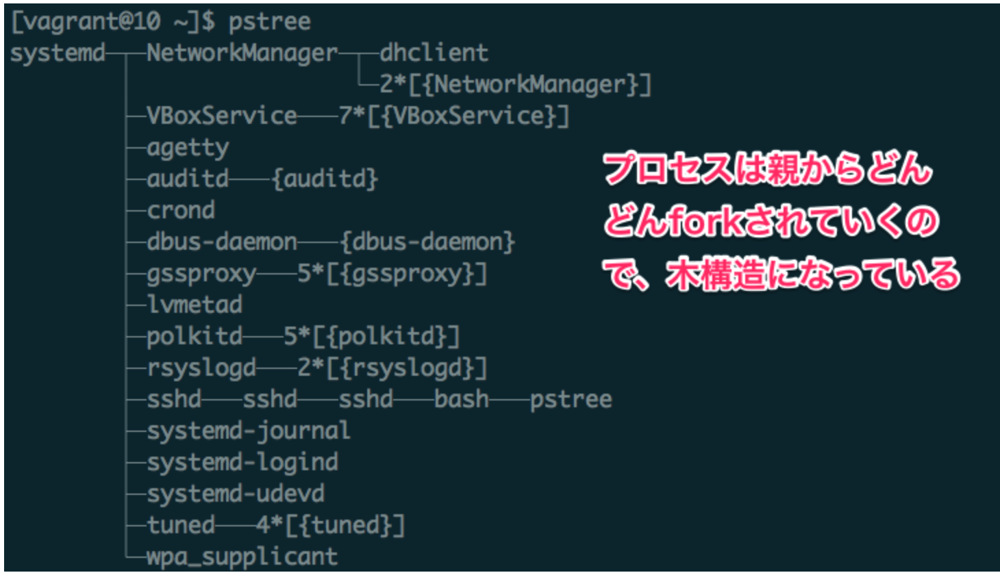 [vagrant@10 ~]$ pstree
systemd─┬─NetworkManager─┬─dhclient
        │                └─2*[{NetworkManager}]
        ├─VBoxService───7*[{VBoxService}]
        ├─agetty
        ├─auditd───{auditd}
        ├─crond
        ├─dbus-daemon───{dbus-daemon}
        ├─gssproxy───5*[{gssproxy}]
        ├─lvmetad
        ├─polkitd───5*[{polkitd}]
        ├─rsyslogd───2*[{rsyslogd}]
        ├─sshd───sshd───sshd───bash───pstree
        ├─systemd-journal
        ├─systemd-logind
        ├─systemd-udevd
        ├─tuned───4*[{tuned}]
        └─wpa_supplicant
プロセスは親からどん
どんforkされていくの
で、木構造になっている